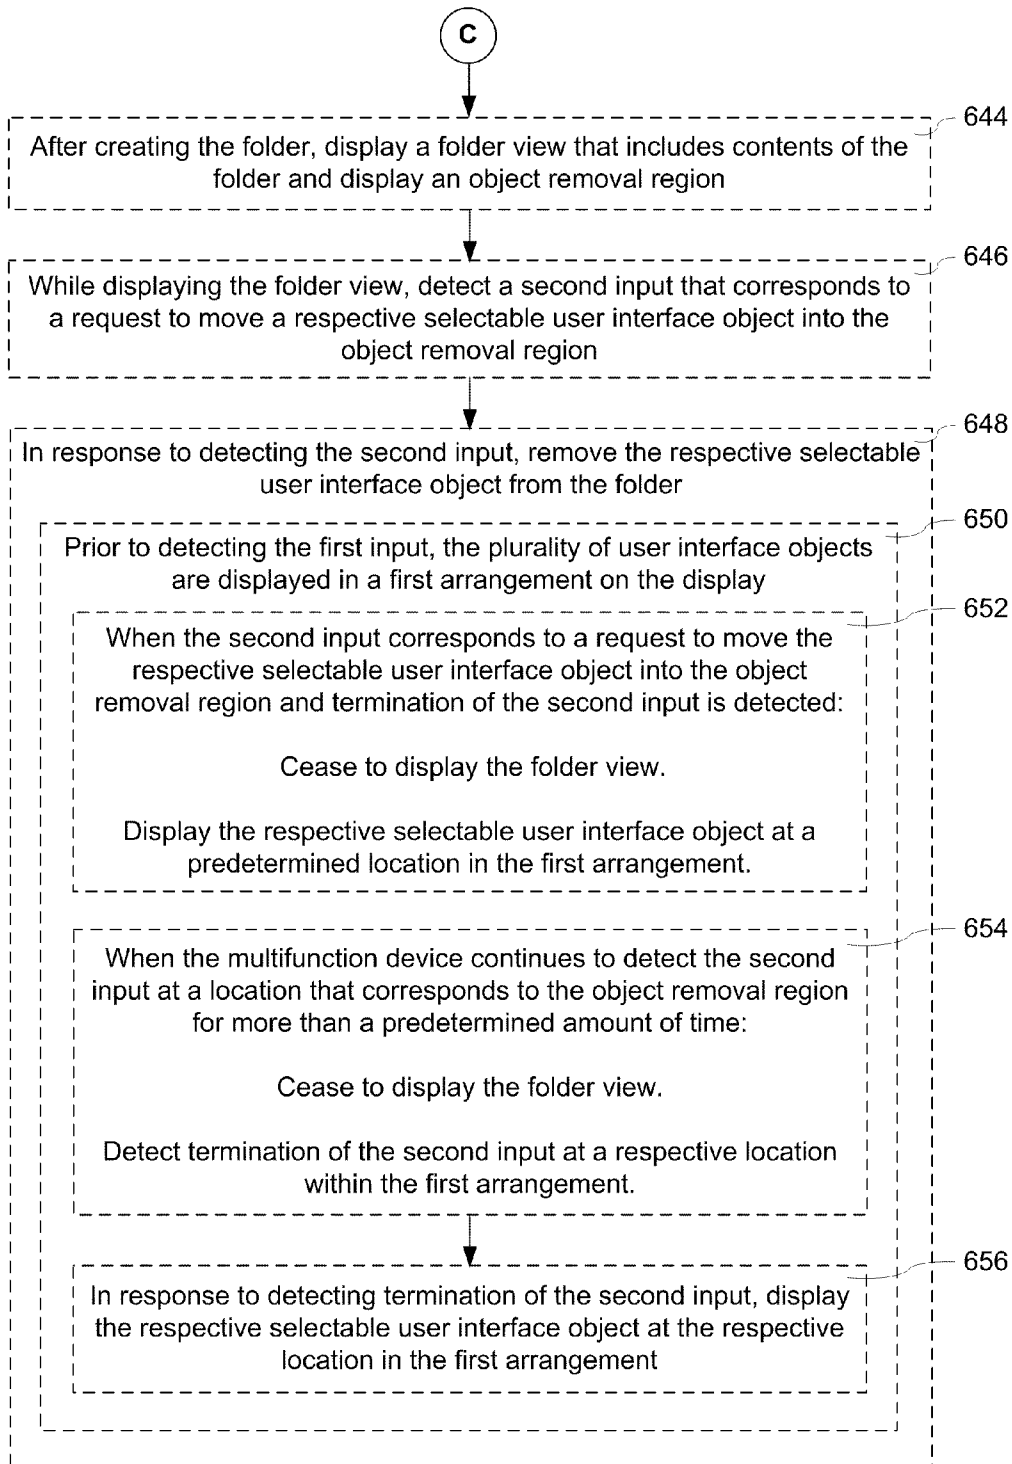 C
644
After creating the folder, display a folder view that includes contents of the
folder and display an object removal region
646
While displaying the folder view, detect a second input that corresponds to
a request to move a respective selectable user interface object into the
object removal region
648
In response to detecting the second input, remove the respective selectable
user interface object from the folder
650
Prior to detecting the first input, the plurality of user interface objects
are displayed in a first arrangement on the display
652
When the second input corresponds to a request to move the
respective selectable user interface object into the object
removal region and termination of the second input is detected:
Cease to display the folder view.
Display the respective selectable user interface object at a
predetermined location in the first arrangement.
654
When the multifunction device continues to detect the second
input at a location that corresponds to the object removal region
for more than a predetermined amount of time:
Cease to display the folder view.
Detect termination of the second input at a respective location
within the first arrangement.
656
In response to detecting termination of the second input, display
the respective selectable user interface object at the respective
location in the first arrangement